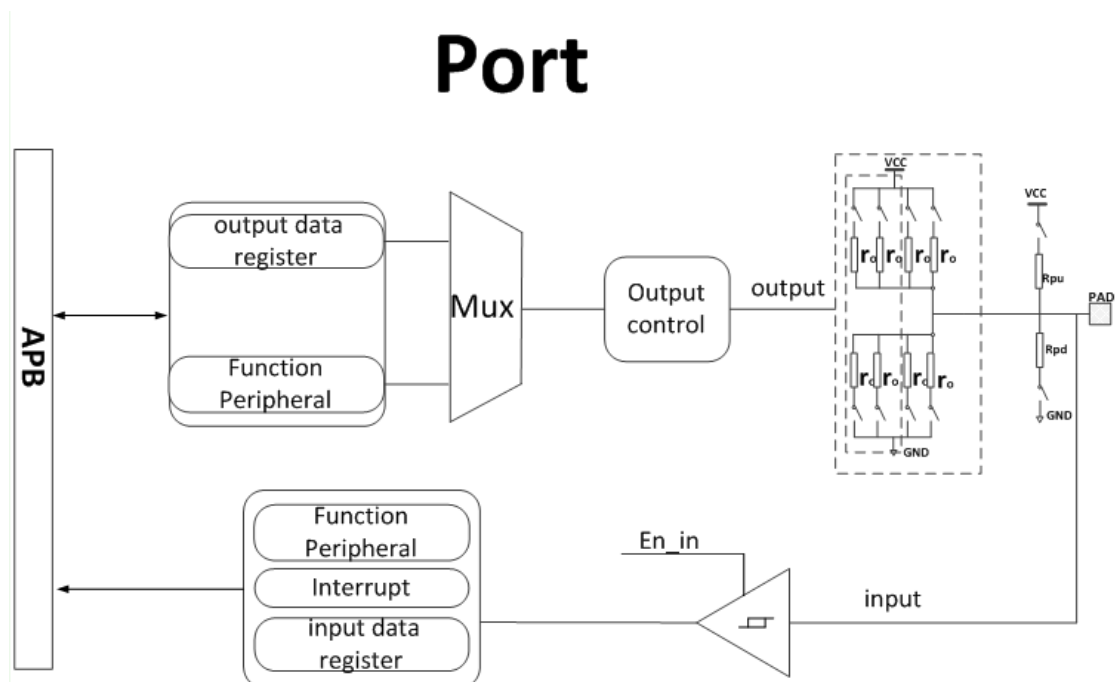 Port
APB
output data
register
Function
Peripheral
Mux
Output
control
output
VCC
ro ro ro ro
ro ro ro ro
GND
VCC
Rpu
PAD
Rpd
GND
Function
Peripheral
Interrupt
input data
register
En_in
input